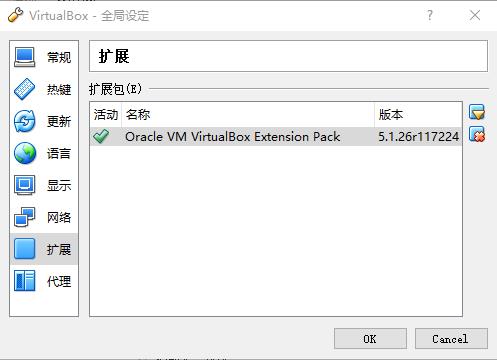 VirtualBox - 全局设定
?
常规
热键
更新
语言
显示
网络
扩展
代理
扩展
扩展包(E)
活动 名称 版本
Oracle VM VirtualBox Extension Pack 5.1.26r117224
OK Cancel